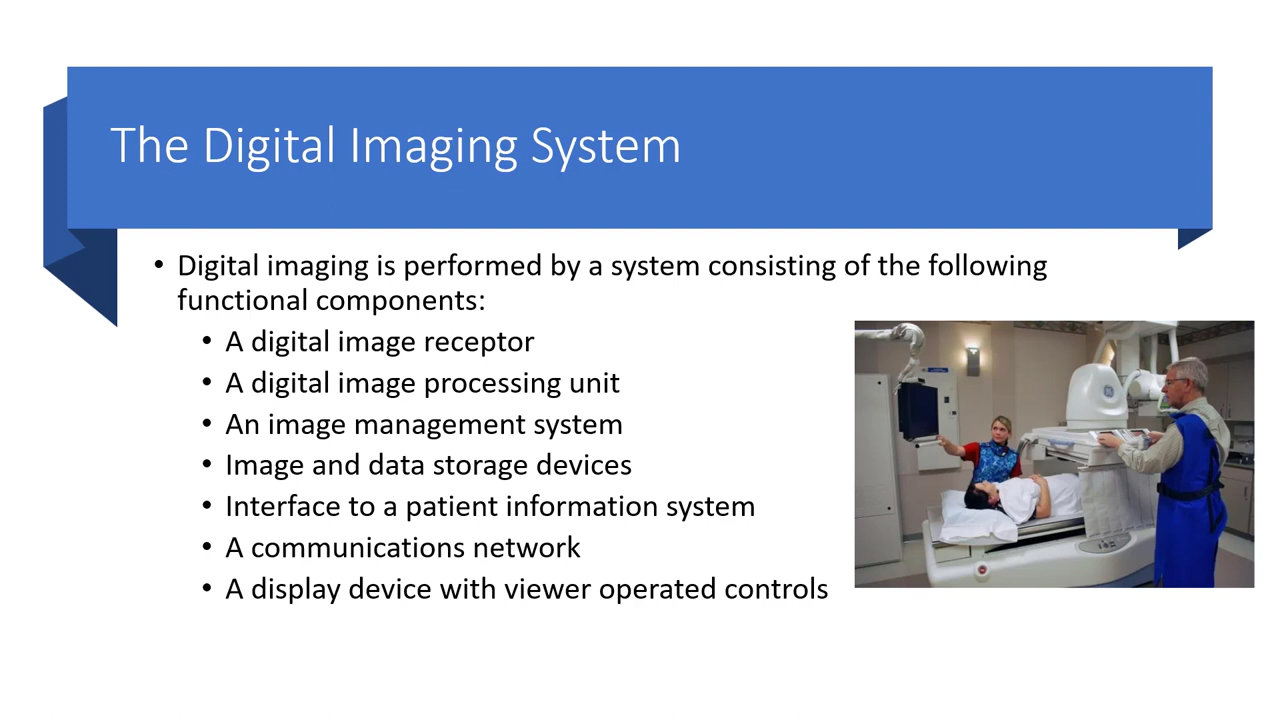 The Digital Imaging System
• Digital imaging is performed by a system consisting of the following
functional components:
• A digital image receptor
• A digital image processing unit
• An image management system
• Image and data storage devices
• Interface to a patient information system
• A communications network
• A display device with viewer operated controls